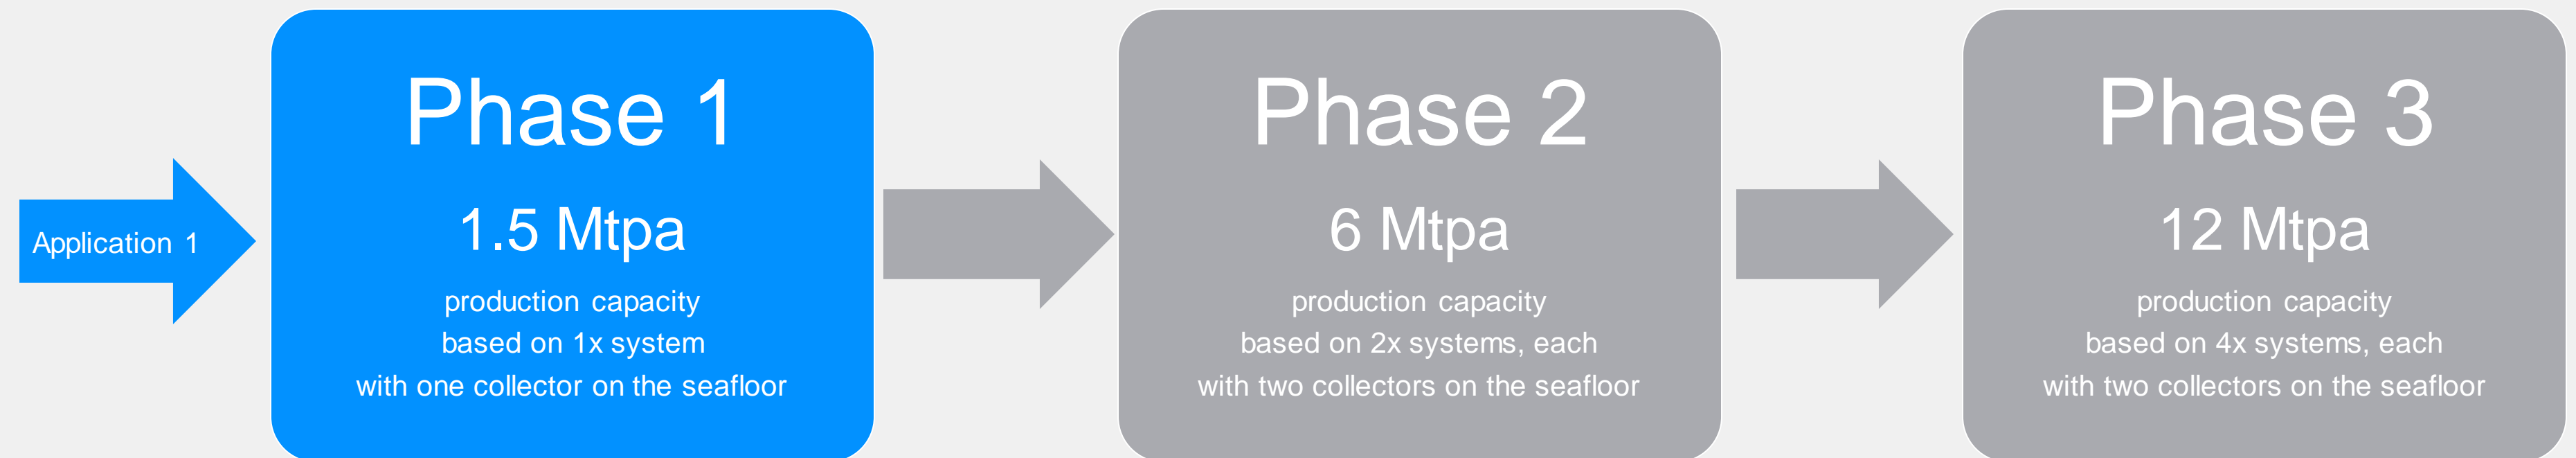 Application 1
Phase 1
1.5 Mtpa
production capacity
based on 1x system
with one collector on the seafloor
Phase 2
6 Mtpa
production capacity
based on 2x systems, each
with two collectors on the seafloor
Phase 3
12 Mtpa
production capacity
based on 4x systems, each
with two collectors on the seafloor